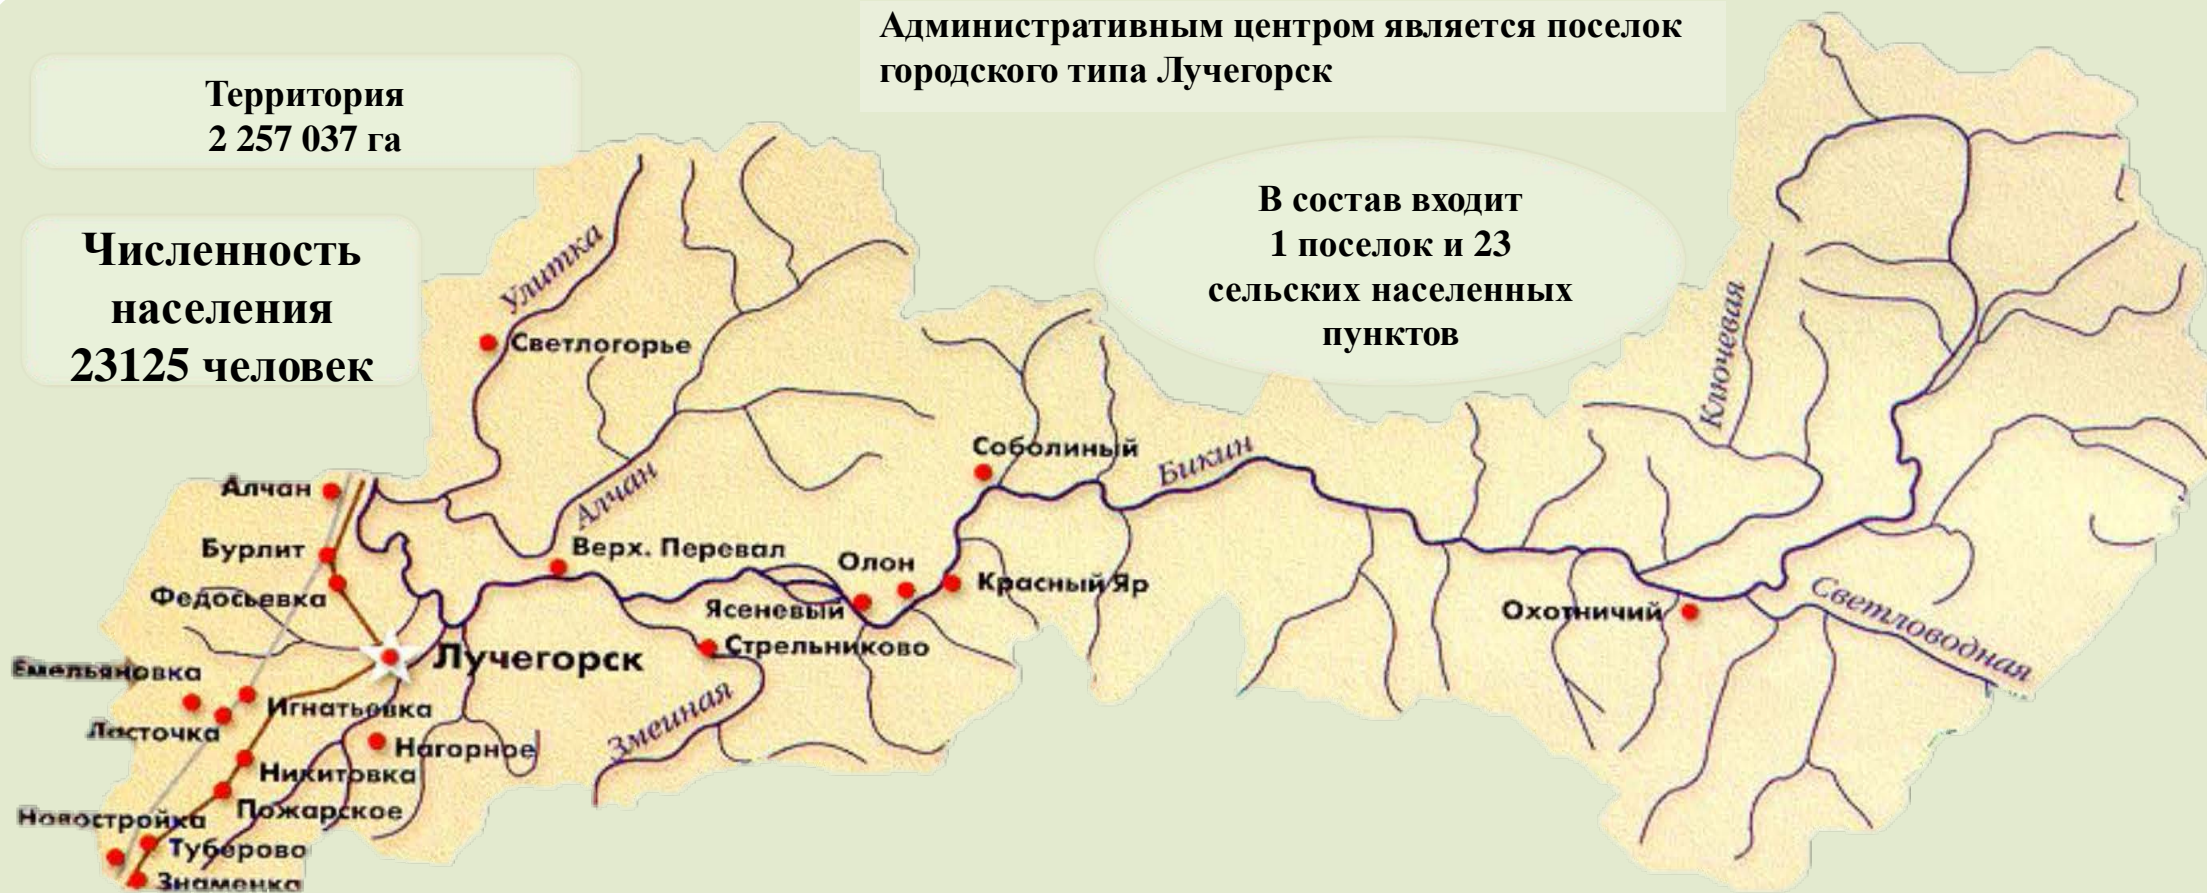 Административным центром является поселок
городского типа Лучегорск
Территория
2 257 037 га
Численность
населения
23125 человек
В состав входит
1 поселок и 23
сельских населенных
пунктов
Улитка
Светлогорье
Ключевая
Соболиный
Бикин
Алчан
Алчан
Бурлит
Верх. Перевал
Олон
Красный Яр
Федосьевка
Ясеневый
Охотничий
Светловодная
Стрельниково
Лучегорск
Емельяновка
Игнатьевка
Ласточка
Змеиная
Нагорное
Никитовка
Пожарское
Новостройка
Туберово
Знаменка